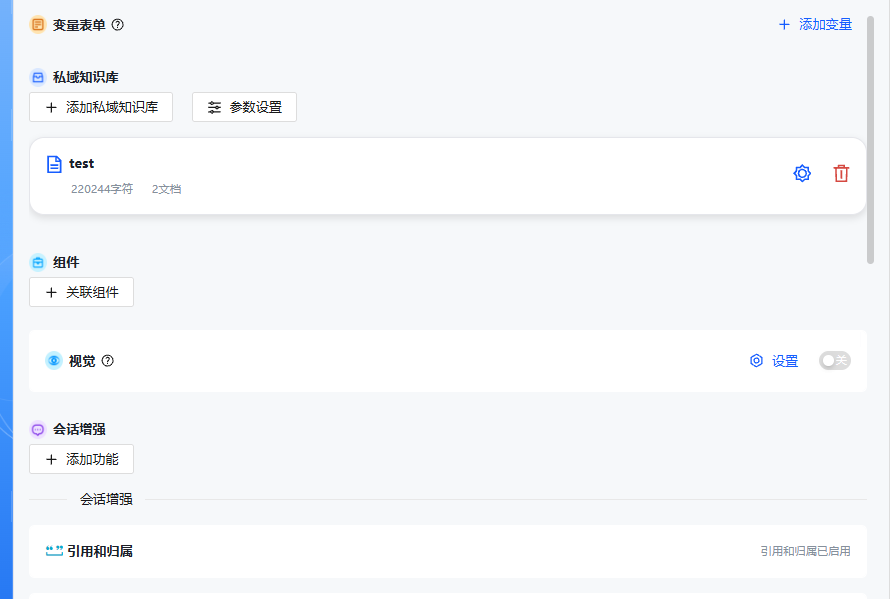 变量表单
添加变量
私域知识库
添加私域知识库
参数设置
test
220244字符 2文档
组件
关联组件
视觉
设置
关
会话增强
添加功能
会话增强
引用和归属
引用和归属已启用